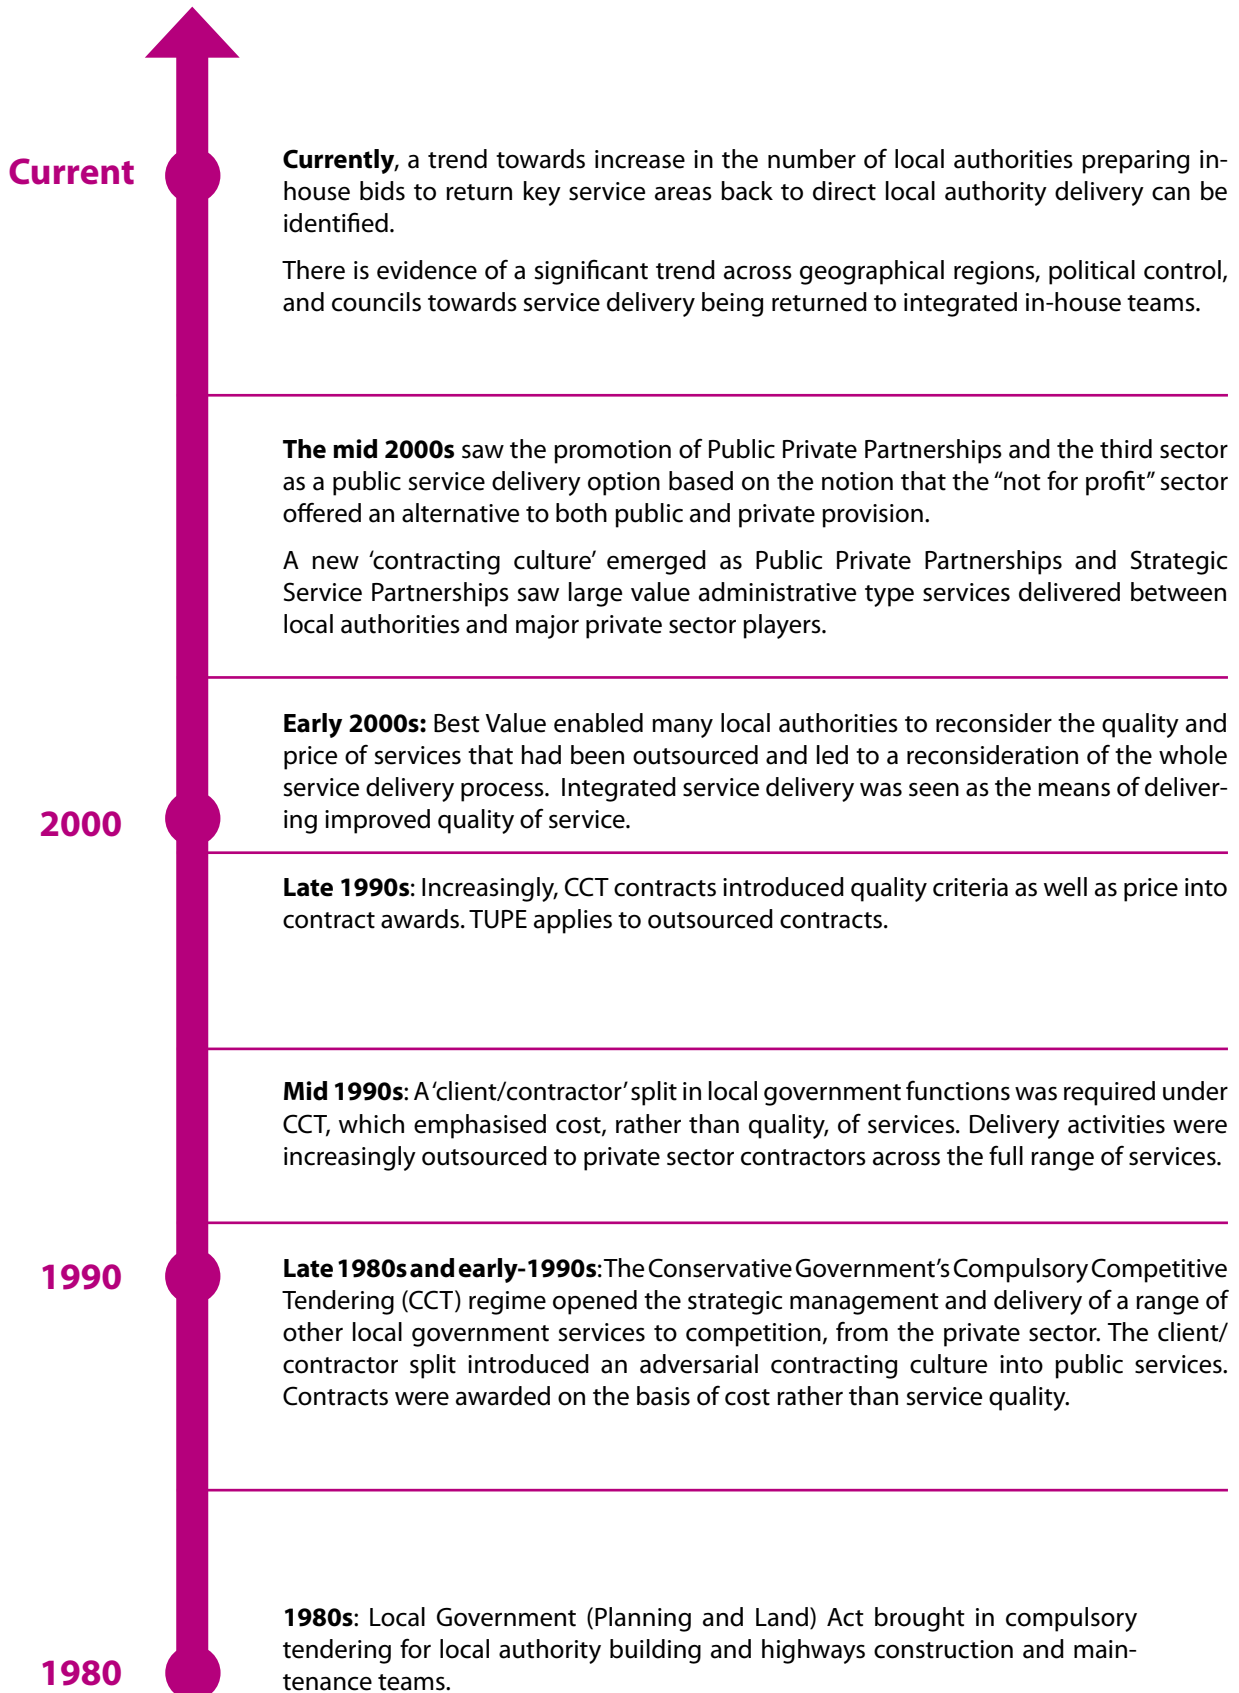 Current
Currently, a trend towards increase in the number of local authorities preparing in-
house bids to return key service areas back to direct local authority delivery can be
identified.
There is evidence of a significant trend across geographical regions, political control,
and councils towards service delivery being returned to integrated in-house teams.
The mid 2000s saw the promotion of Public Private Partnerships and the third sector
as a public service delivery option based on the notion that the “not for profit” sector
offered an alternative to both public and private provision.
A new ‘contracting culture’ emerged as Public Private Partnerships and Strategic
Service Partnerships saw large value administrative type services delivered between
local authorities and major private sector players.
2000
Early 2000s: Best Value enabled many local authorities to reconsider the quality and
price of services that had been outsourced and led to a reconsideration of the whole
service delivery process. Integrated service delivery was seen as the means of deliver-
ing improved quality of service.
Late 1990s: Increasingly, CCT contracts introduced quality criteria as well as price into
contract awards. TUPE applies to outsourced contracts.
Mid 1990s: A ‘client/contractor’ split in local government functions was required under
CCT, which emphasised cost, rather than quality, of services. Delivery activities were
increasingly outsourced to private sector contractors across the full range of services.
1990
Late 1980s and early-1990s: The Conservative Government’s Compulsory Competitive
Tendering (CCT) regime opened the strategic management and delivery of a range of
other local government services to competition, from the private sector. The client/
contractor split introduced an adversarial contracting culture into public services.
Contracts were awarded on the basis of cost rather than service quality.
1980
1980s: Local Government (Planning and Land) Act brought in compulsory
tendering for local authority building and highways construction and main-
tenance teams.